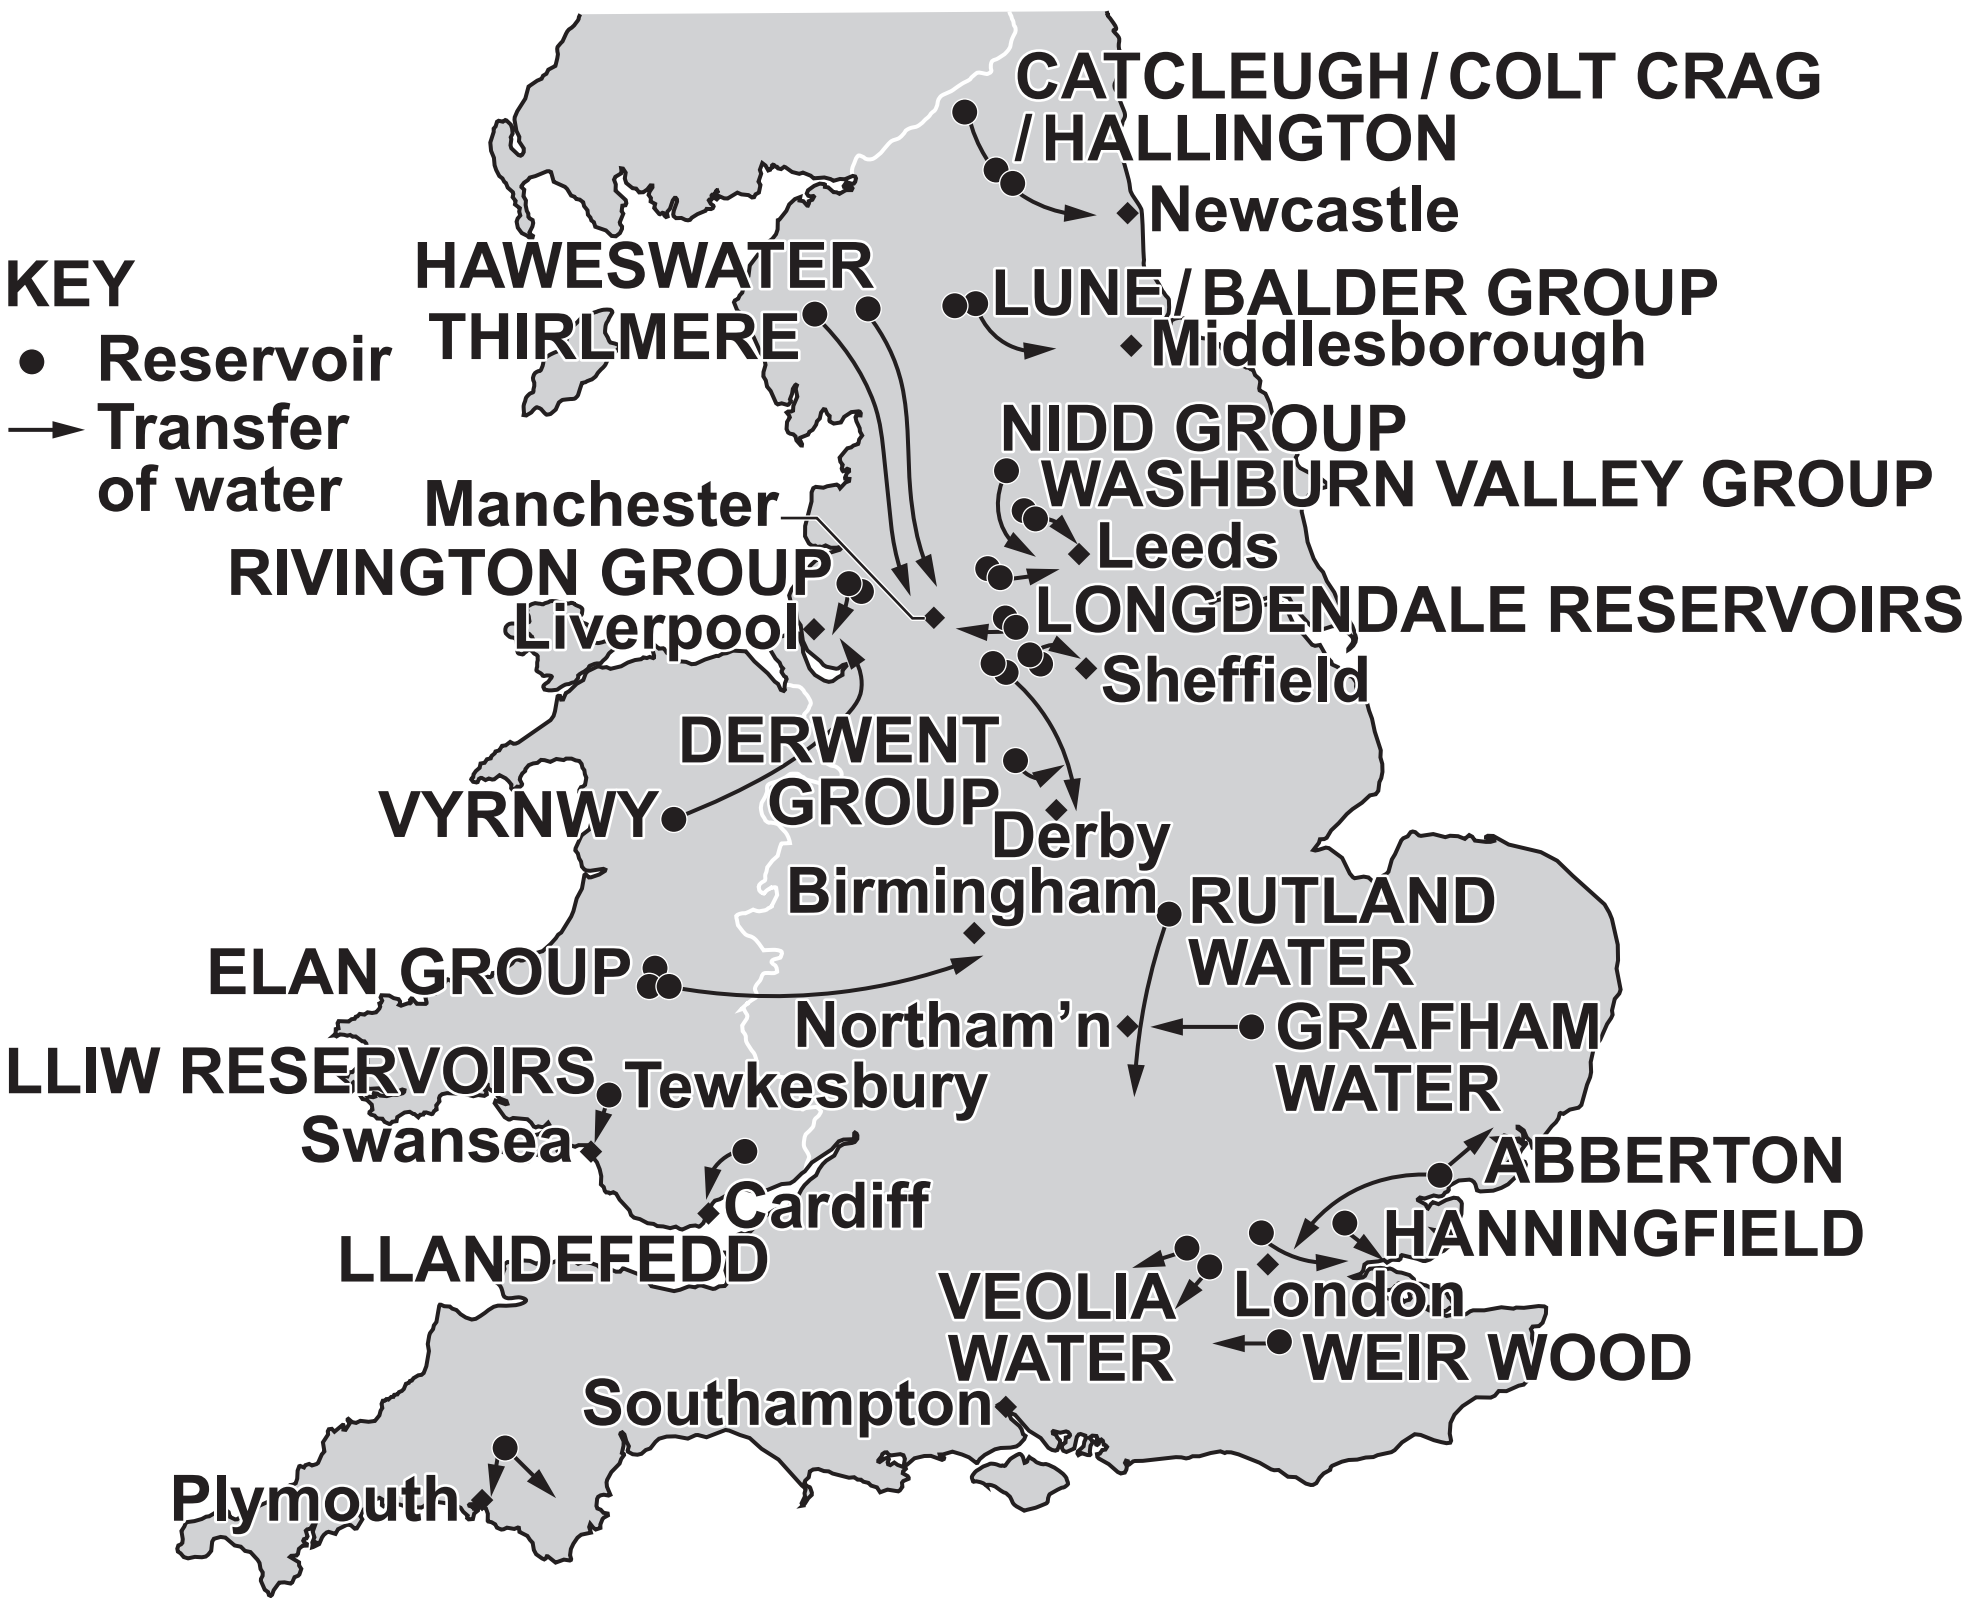 CATCLEUGH / COLT CRAG
/ HALLINGTON
Newcastle
HAWESWATER
KEY
LUNE / BALDER GROUP
THIRLMERE
Middlesborough
Reservoir
Transfer
of water
NIDD GROUP
WASHBURN VALLEY GROUP
Manchester
Leeds
RIVINGTON GROUP
LONGDENDALE RESERVOIRS
Liverpool
Sheffield
DERWENT
GROUP
VYRNWY
Derby
Birmingham
RUTLAND
WATER
ELAN GROUP
Northam’n
GRAFHAM
WATER
LLIW RESERVOIRS
Tewkesbury
Swansea
ABBERTON
Cardiff
HANNINGFIELD
LLANDEFEDD
VEOLIA
WATER
London
WEIR WOOD
Southampton
Plymouth